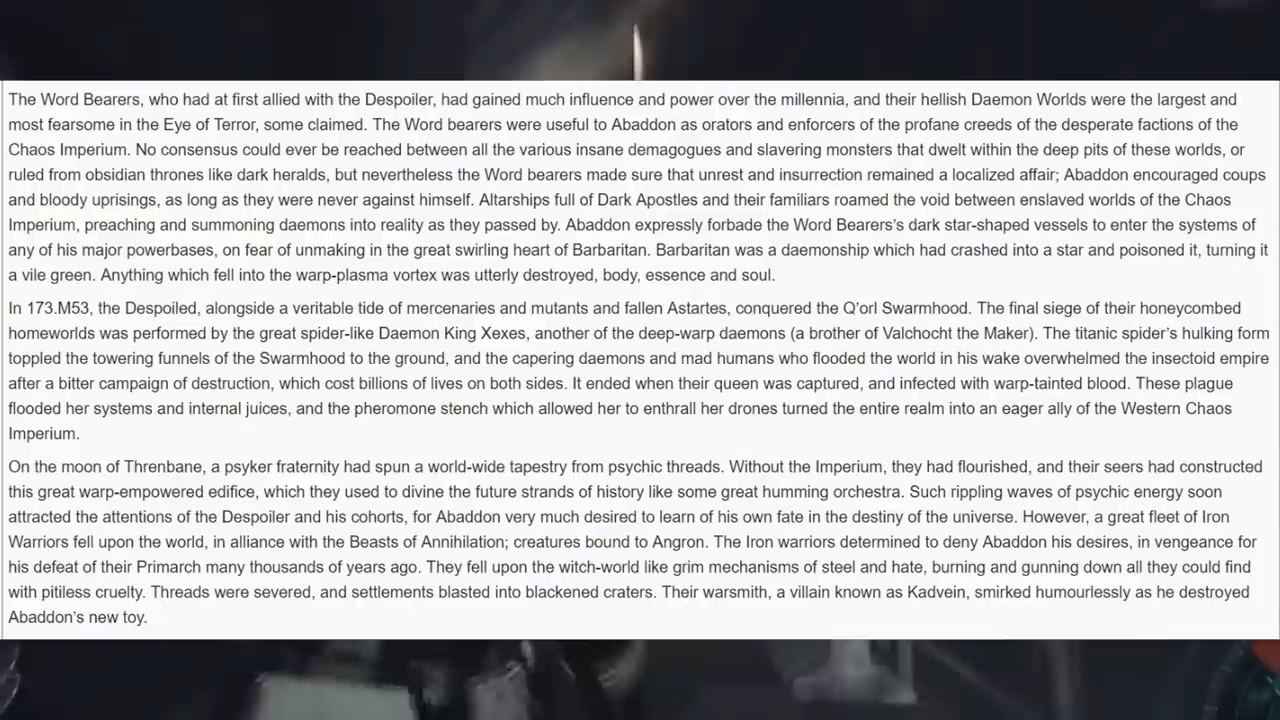 The Word Bearers, who had at first allied with the Despoiler, had gained much influence and power over the millennia, and their hellish Daemon Worlds were the largest and
most fearsome in the Eye of Terror, some claimed. The Word bearers were useful to Abaddon as orators and enforcers of the profane creeds of the desperate factions of the
Chaos Imperium. No consensus could ever be reached between all the various insane demagogues and slavering monsters that dwelt within the deep pits of these worlds, or
ruled from obsidian thrones like dark heralds, but nevertheless the Word bearers made sure that unrest and insurrection remained a localized affair; Abaddon encouraged coups
and bloody uprisings, as long as they were never against himself. Altarships full of Dark Apostles and their familiars roamed the void between enslaved worlds of the Chaos
Imperium, preaching and summoning daemons into reality as they passed by. Abaddon expressly forbade the Word Bearers's dark star-shaped vessels to enter the systems of
any of his major powerbases, on fear of unmaking in the great swirling heart of Barbaritan. Barbaritan was a daemonship which had crashed into a star and poisoned it, turning it
a vile green. Anything which fell into the warp-plasma vortex was utterly destroyed, body, essence and soul.
In 173.M53, the Despoiled, alongside a veritable tide of mercenaries and mutants and fallen Astartes, conquered the Q'orl Swarmhood. The final siege of their honeycombed
homeworlds was performed by the great spider-like Daemon King Xexes, another of the deep-warp daemons (a brother of Valchocht the Maker). The titanic spider's hulking form
toppled the towering funnels of the Swarmhood to the ground, and the capering daemons and mad humans who flooded the world in his wake overwhelmed the insectoid empire
after a bitter campaign of destruction, which cost billions of lives on both sides. It ended when their queen was captured, and infected with warp-tainted blood. These plague
flooded her systems and internal juices, and the pheromone stench which allowed her to enthrall her drones turned the entire realm into an eager ally of the Western Chaos
Imperium.
On the moon of Threnbane, a psyker fraternity had spun a world-wide tapestry from psychic threads. Without the Imperium, they had flourished, and their seers had constructed
this great warp-empowered edifice, which they used to divine the future strands of history like some great humming orchestra. Such rippling waves of psychic energy soon
attracted the attentions of the Despoiler and his cohorts, for Abaddon very much desired to learn of his own fate in the destiny of the universe. However, a great fleet of Iron
Warriors fell upon the world, in alliance with the Beasts of Annihilation; creatures bound to Angron. The Iron warriors determined to deny Abaddon his desires, in vengeance for
his defeat of their Primarch many thousands of years ago. They fell upon the witch-world like grim mechanisms of steel and hate, burning and gunning down all they could find
with pitiless cruelty. Threads were severed, and settlements blasted into blackened craters. Their warsmith, a villain known as Kadvein, smirked humourlessly as he destroyed
Abaddon's new toy.